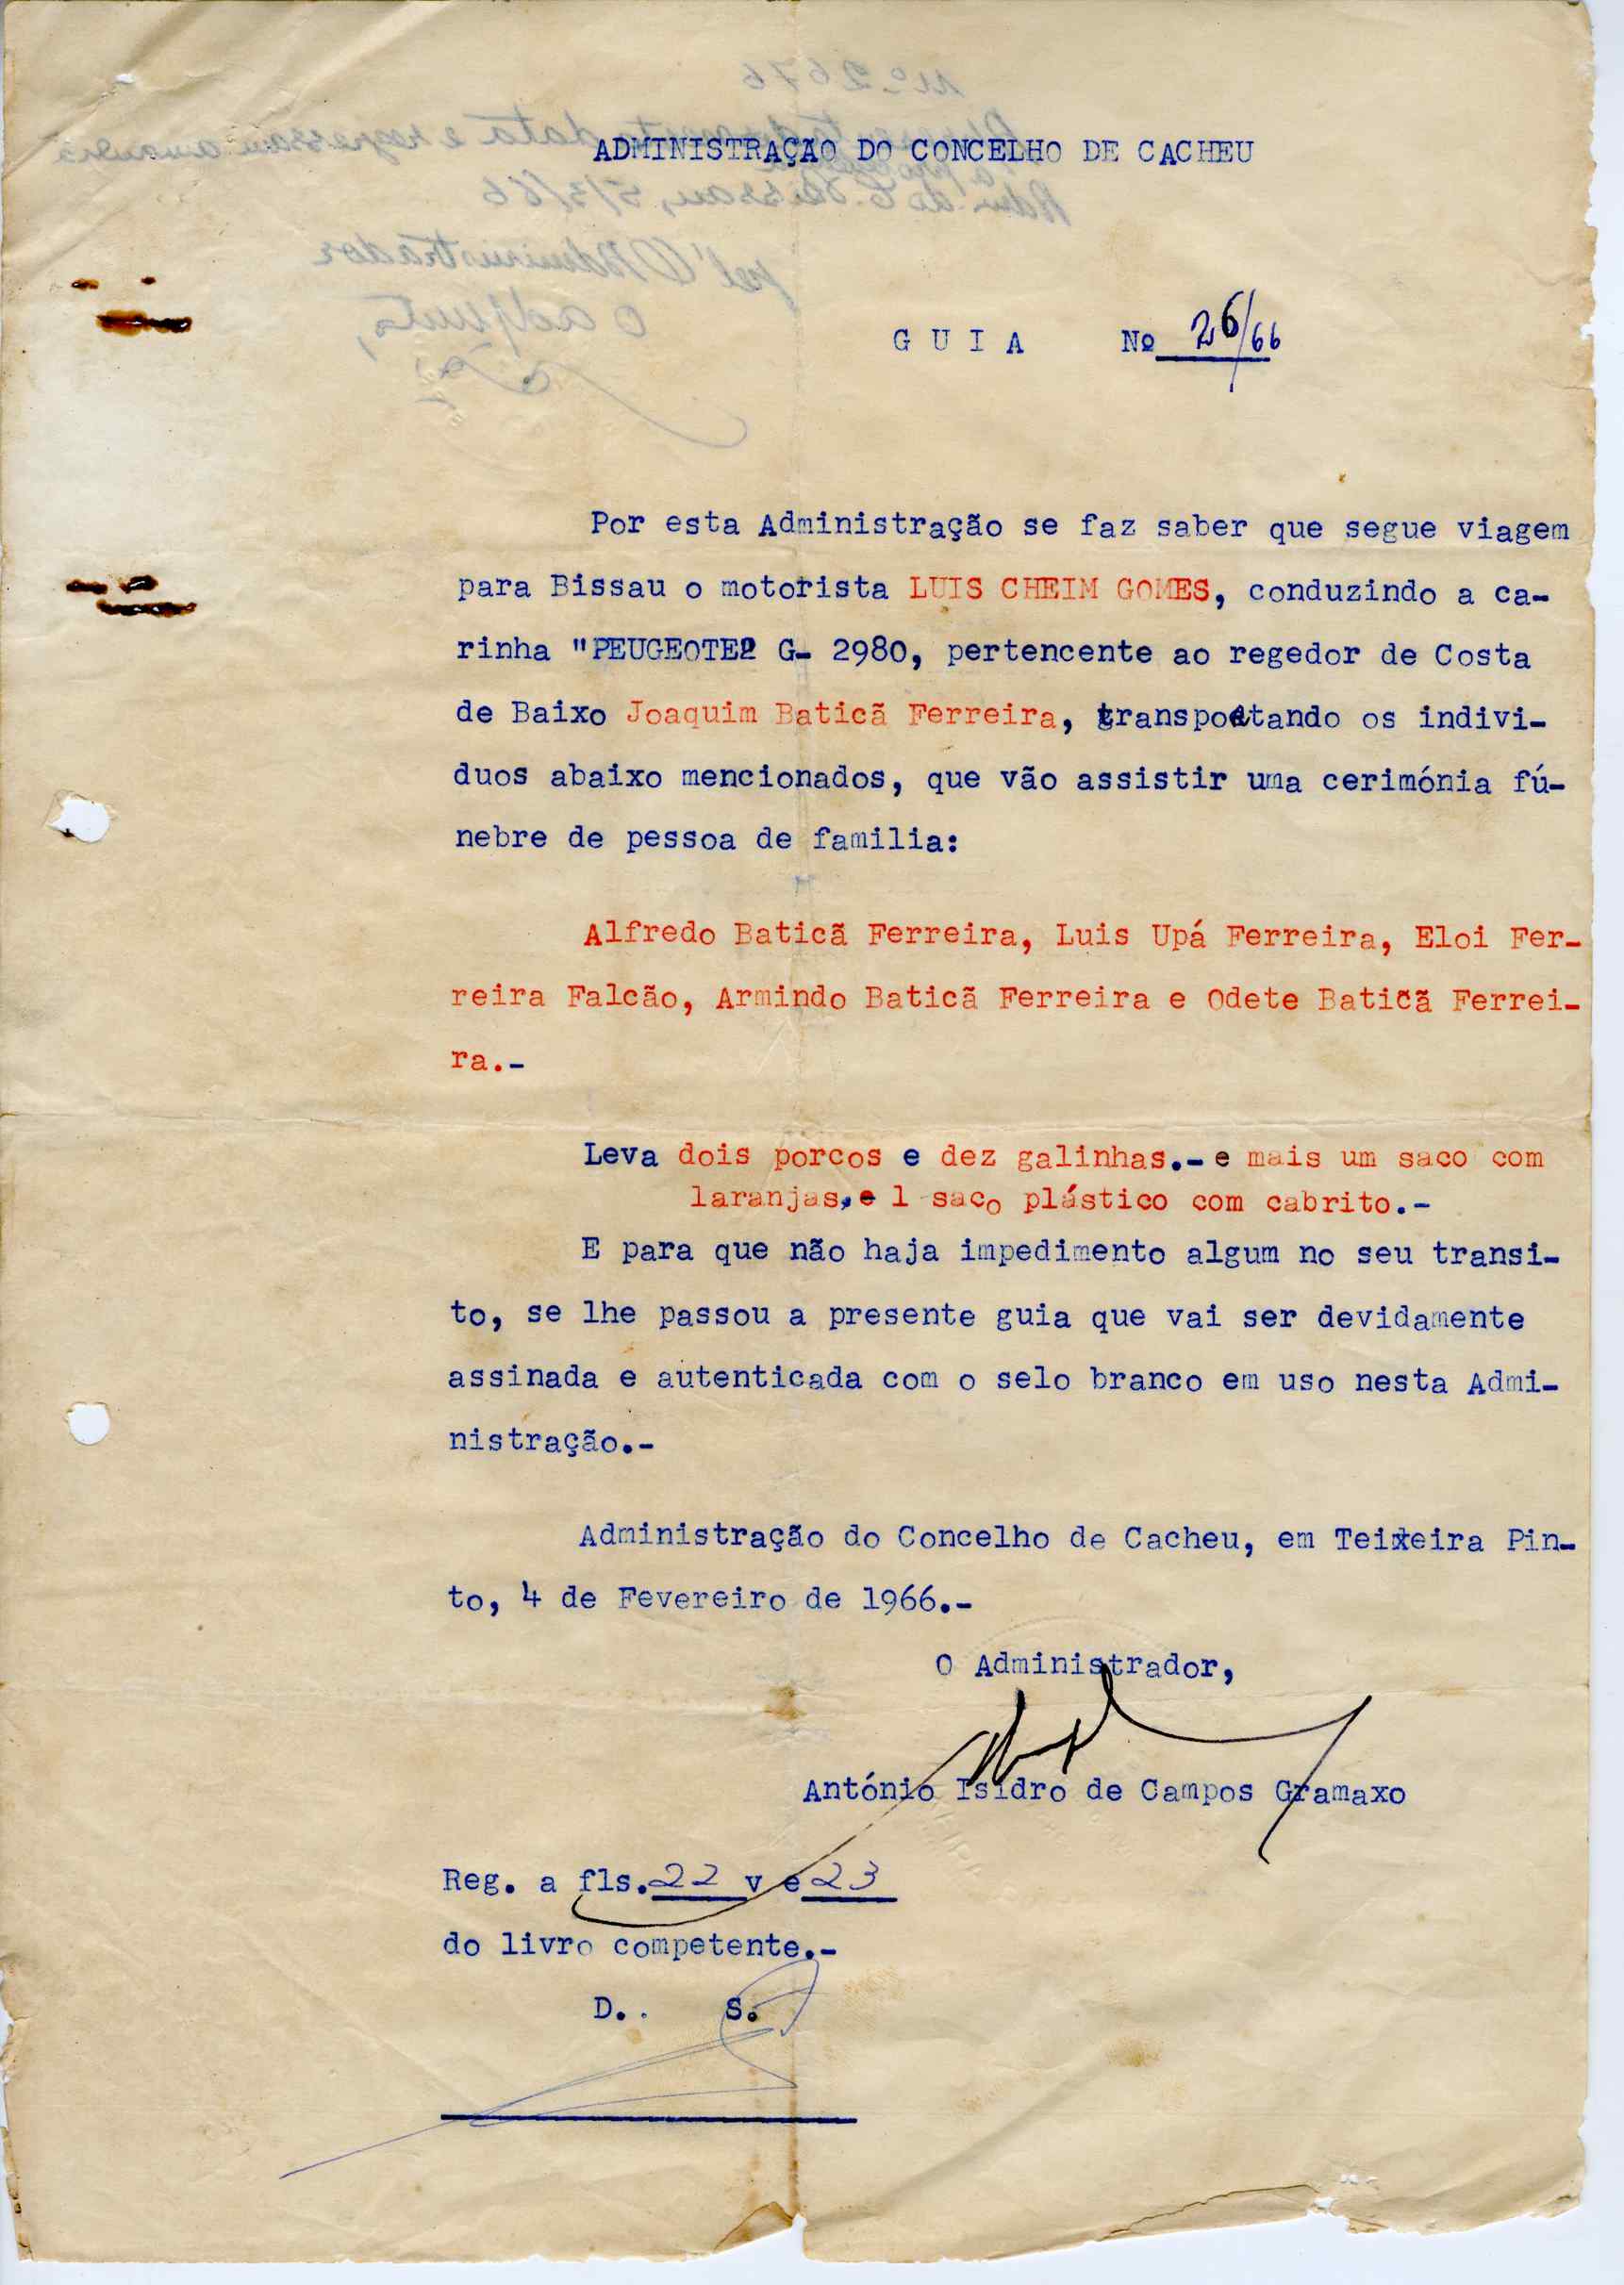 ADMINISTRAÇÃO DO CONCELHO DE CACHEU
G U I A Nº 26/66
Por esta Administração se faz saber que segue viagem
para Bissau o motorista LUIS CHEIM GOMES, conduzindo a ca-
rinha "PEUGEOTE" G- 2980, pertencente ao regedor de Costa
de Baixo Joaquim Baticã Ferreira, transportando os indivi-
duos abaixo mencionados, que vão assistir uma cerimónia fú-
nebre de pessoa de familia:
Alfredo Baticã Ferreira, Luis Upá Ferreira, Eloi Fer-
reira Falcão, Armindo Baticã Ferreira e Odete Baticã Ferrei-
ra.-
Leva dois porcos e dez galinhas.- e mais um saco com
laranjas, e 1 saco plástico com cabrito.-
E para que não haja impedimento algum no seu transi-
to, se lhe passou a presente guia que vai ser devidamente
assinada e autenticada com o selo branco em uso nesta Admi-
nistração.-
Administração do Concelho de Cacheu, em Teixeira Pin-
to, 4 de Fevereiro de 1966.-
O Administrador,
António Isidro de Campos Gramaxo
Reg. a fls. 22 v e 23
do livro competente.-
D.. S.